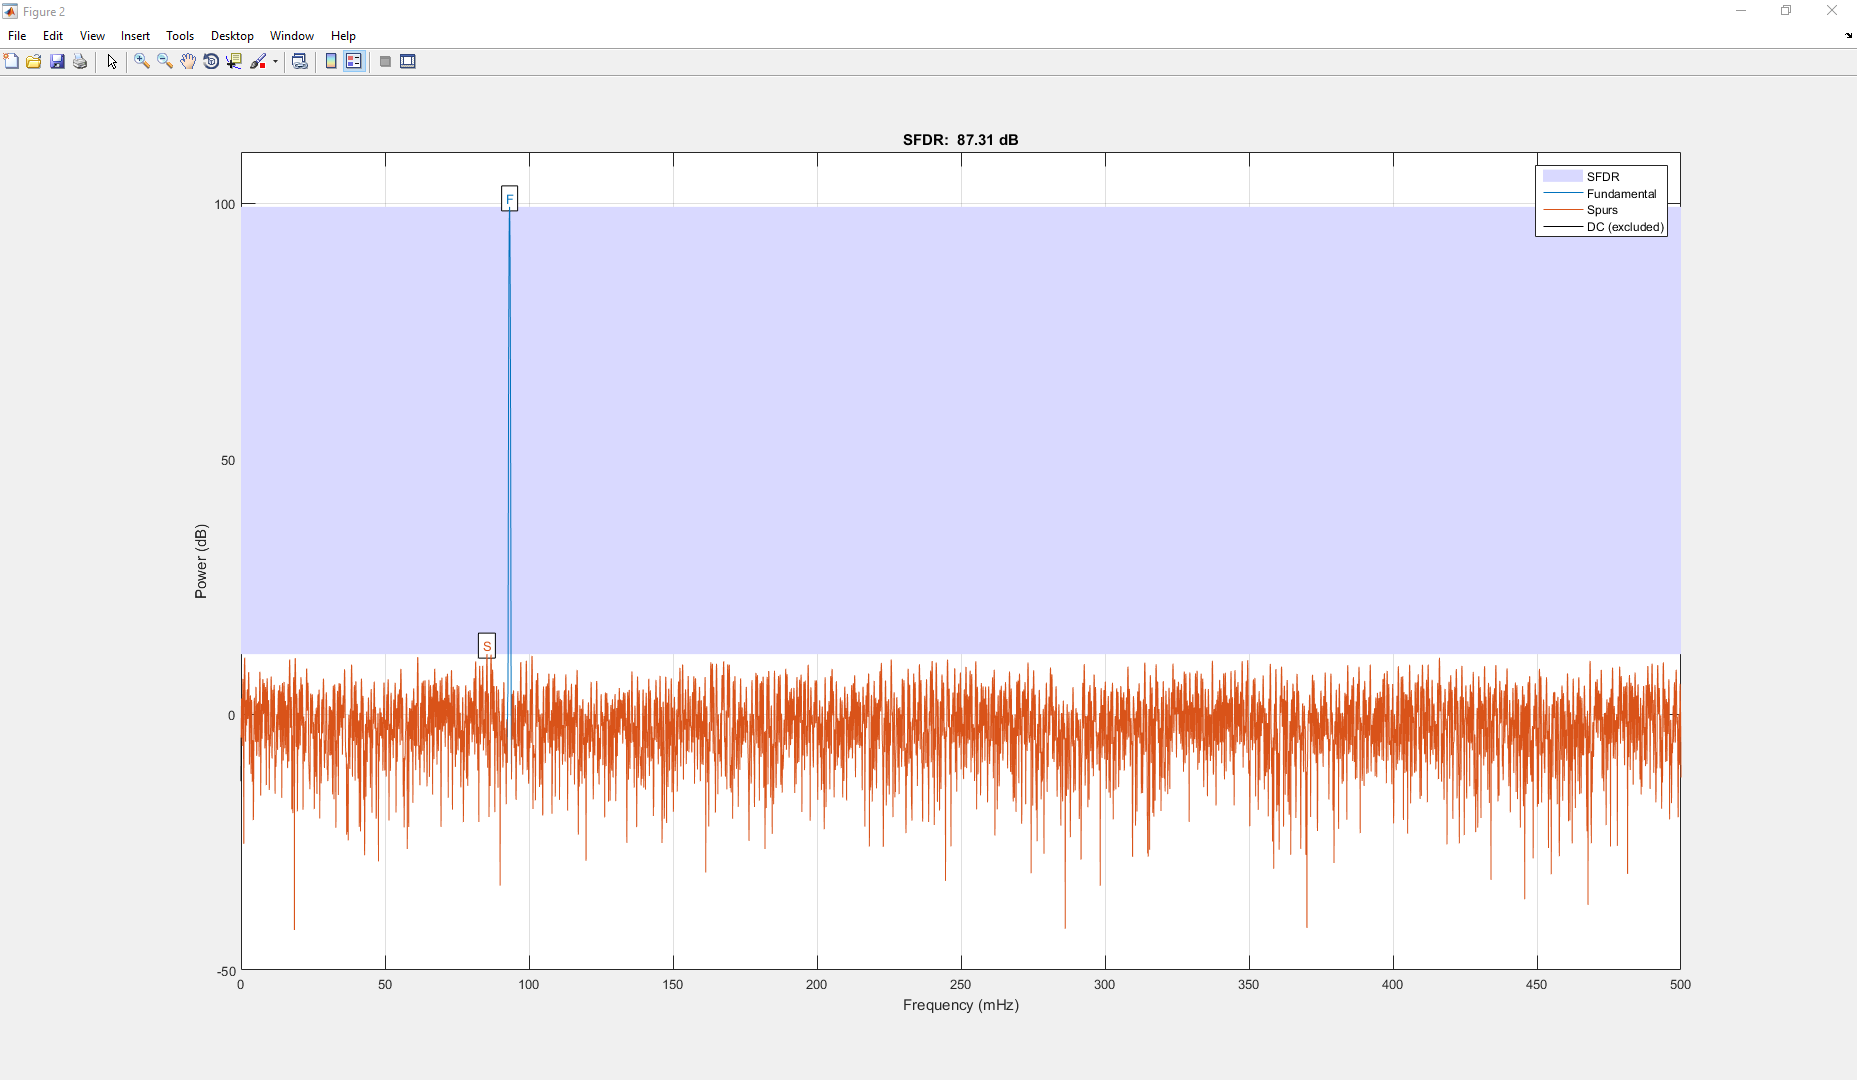 Figure 2
File Edit View Insert Tools Desktop Window Help
SFDR: 87.31 dB
SFDR
Fundamental
Spurs
DC (excluded)
F
S
100
50
0
-50
Power (dB)
0 50 100 150 200 250 300 350 400 450 500
Frequency (mHz)